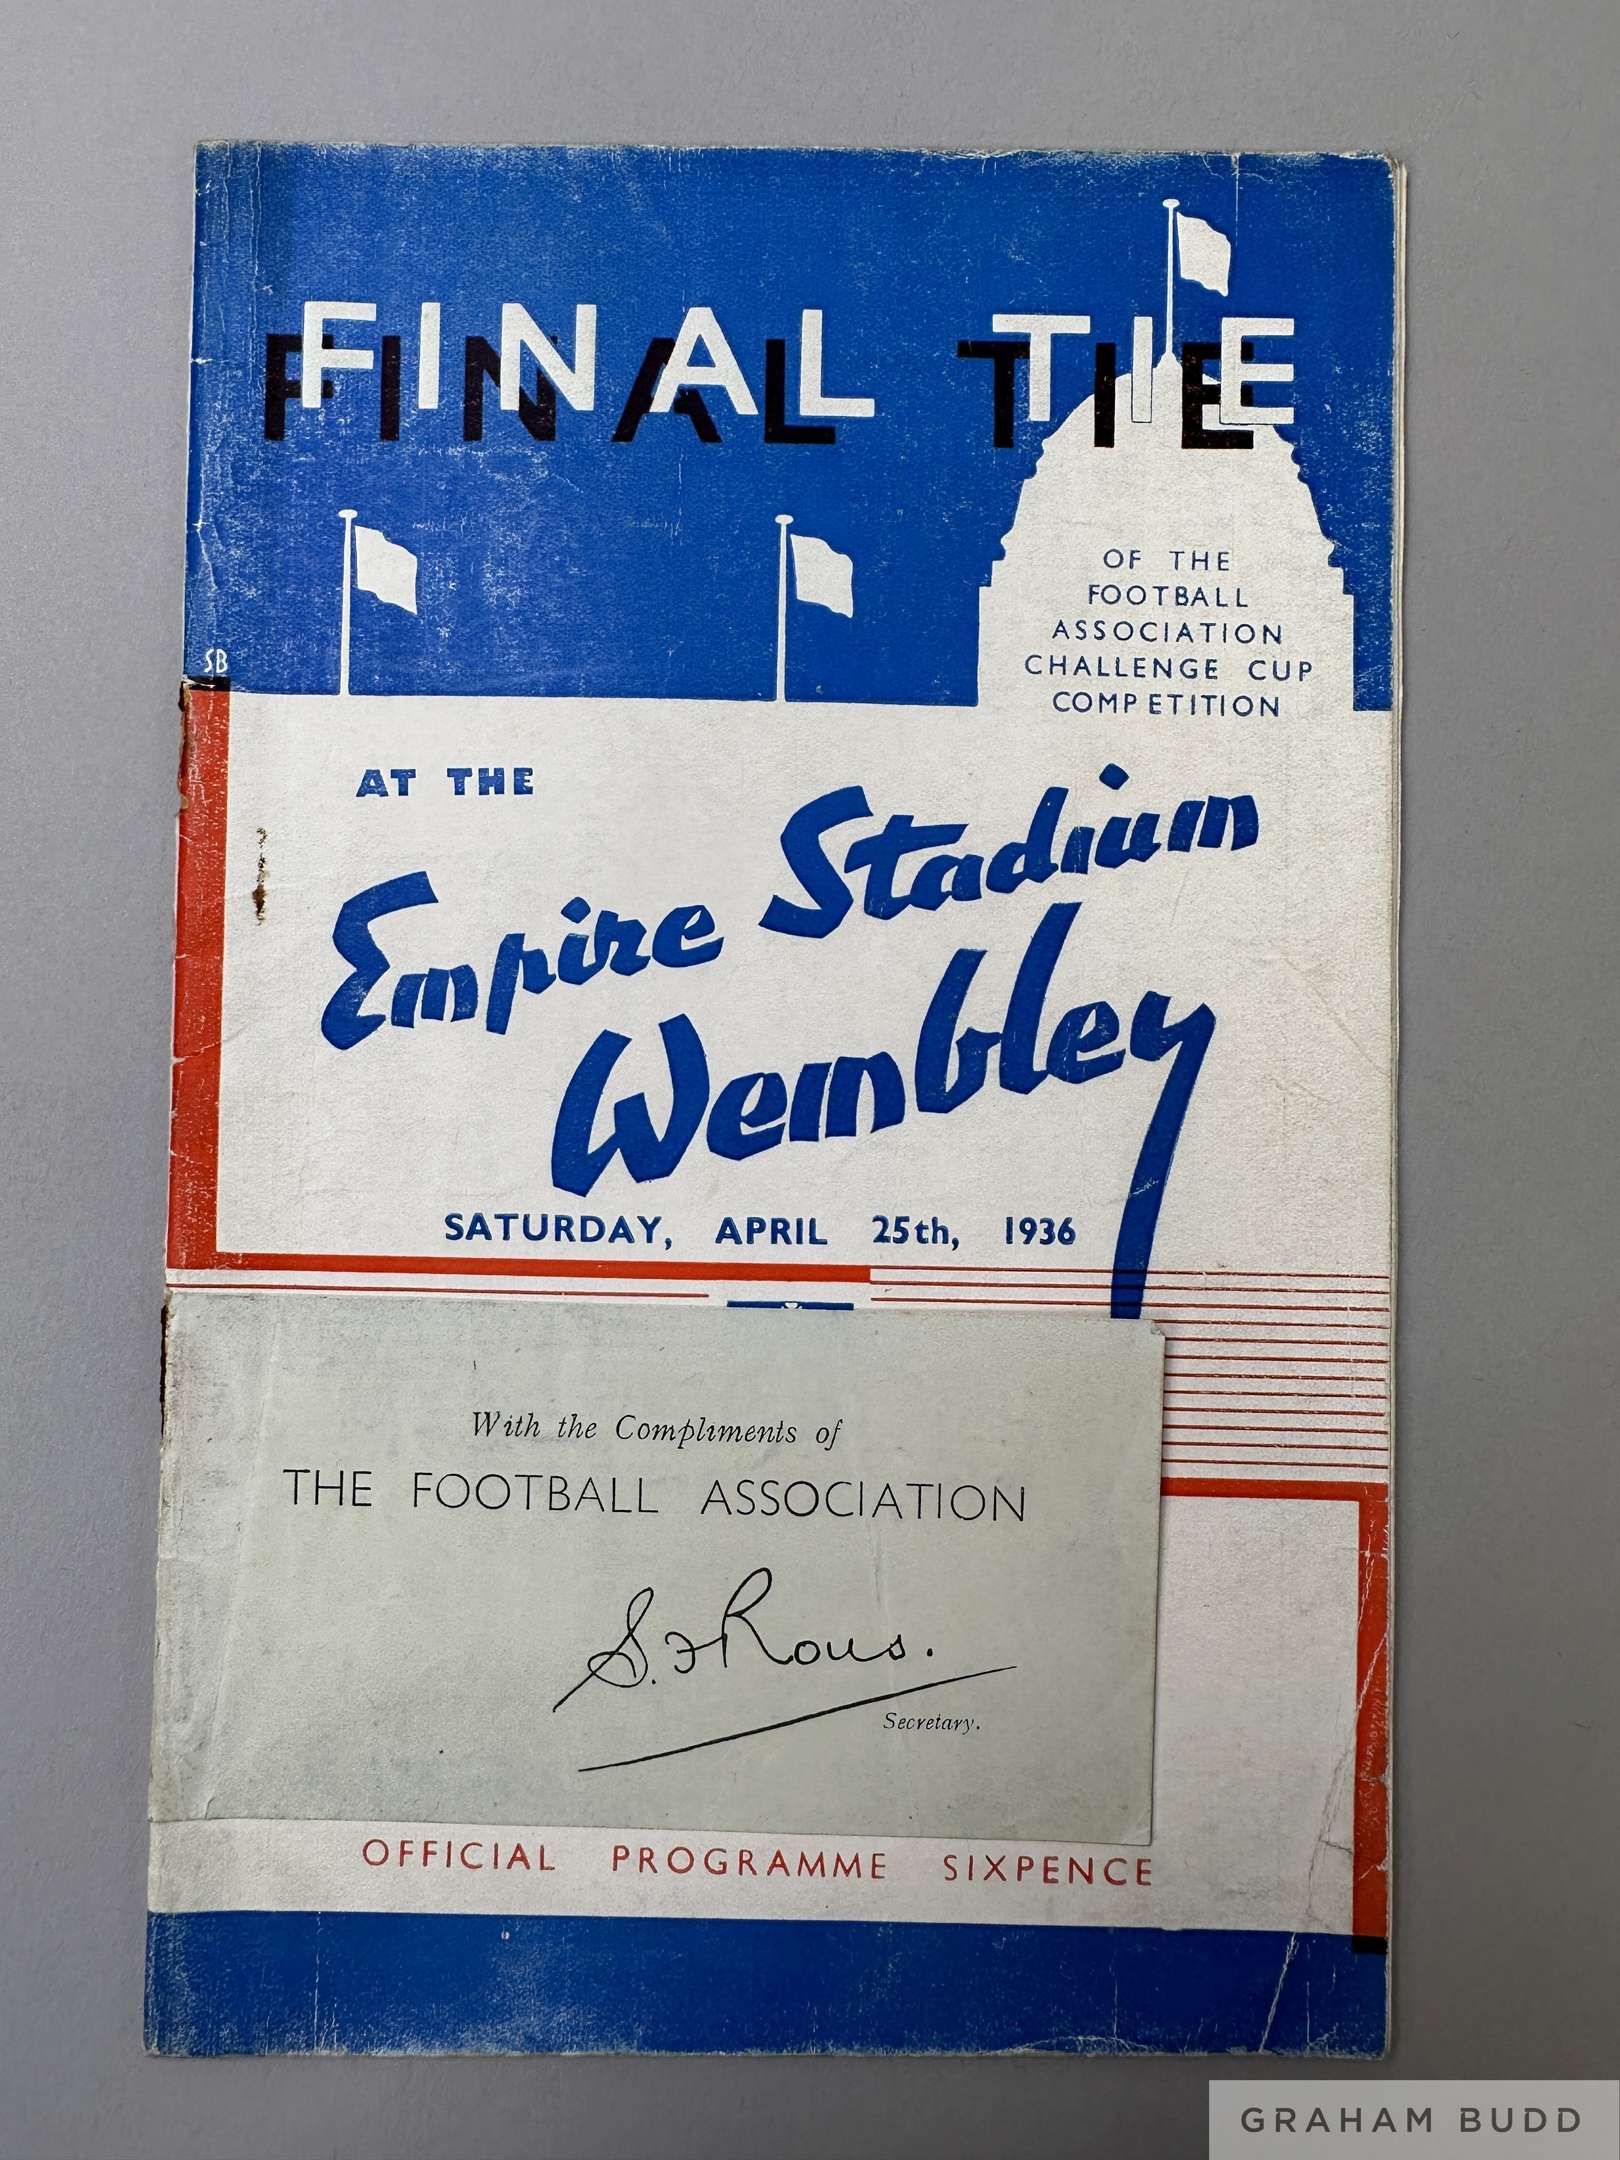 FINAL TIE
OF THE
FOOTBALL
ASSOCIATION
CHALLENGE CUP
COMPETITION
SB
AT THE
Empire Stadium
Wembley
SATURDAY, APRIL 25th, 1936
With the Compliments of
THE FOOTBALL ASSOCIATION
S. F Rous.
Secretary.
OFFICIAL PROGRAMME SIXPENCE
GRAHAM BUDD